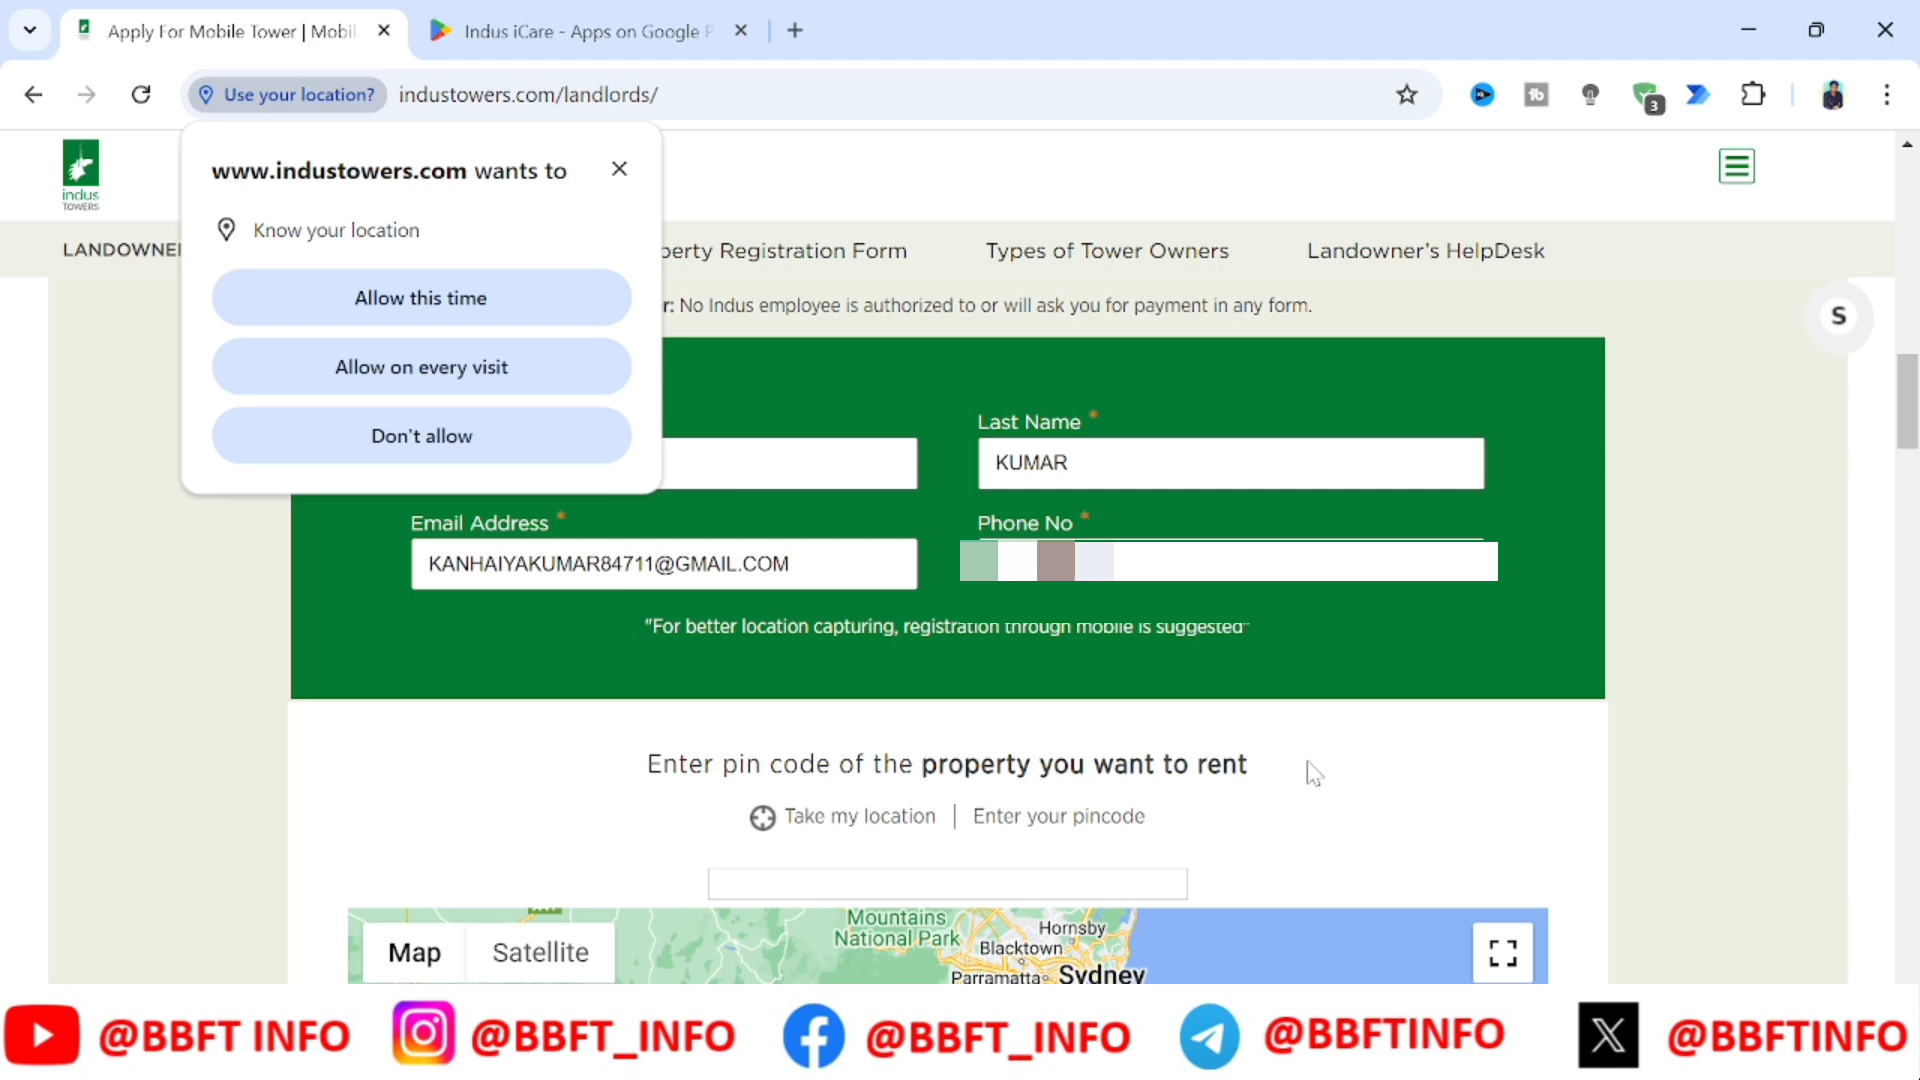 Apply For Mobile Tower | Mobil
Indus iCare - Apps on Google P
Use your location?
industowers.com/landlords/
3
www.industowers.com wants to
Know your location
Allow this time
Allow on every visit
Don't allow
indus
TOWERS
LANDOWNE
perty Registration Form
Types of Tower Owners
Landowner's HelpDesk
r: No Indus employee is authorized to or will ask you for payment in any form.
S
Last Name *
KUMAR
Email Address *
Phone No *
KANHAIYAKUMAR84711@GMAIL.COM
"For better location capturing, registration through mobile is suggested"
Enter pin code of the property you want to rent
Take my location | Enter your pincode
Map
Satellite
Mountains
National Park
Hornsby
Blacktown
Parramatta
Sydney
@BBFT INFO
@BBFT_INFO
@BBFT_INFO
@BBFTINFO
@BBFTINFO